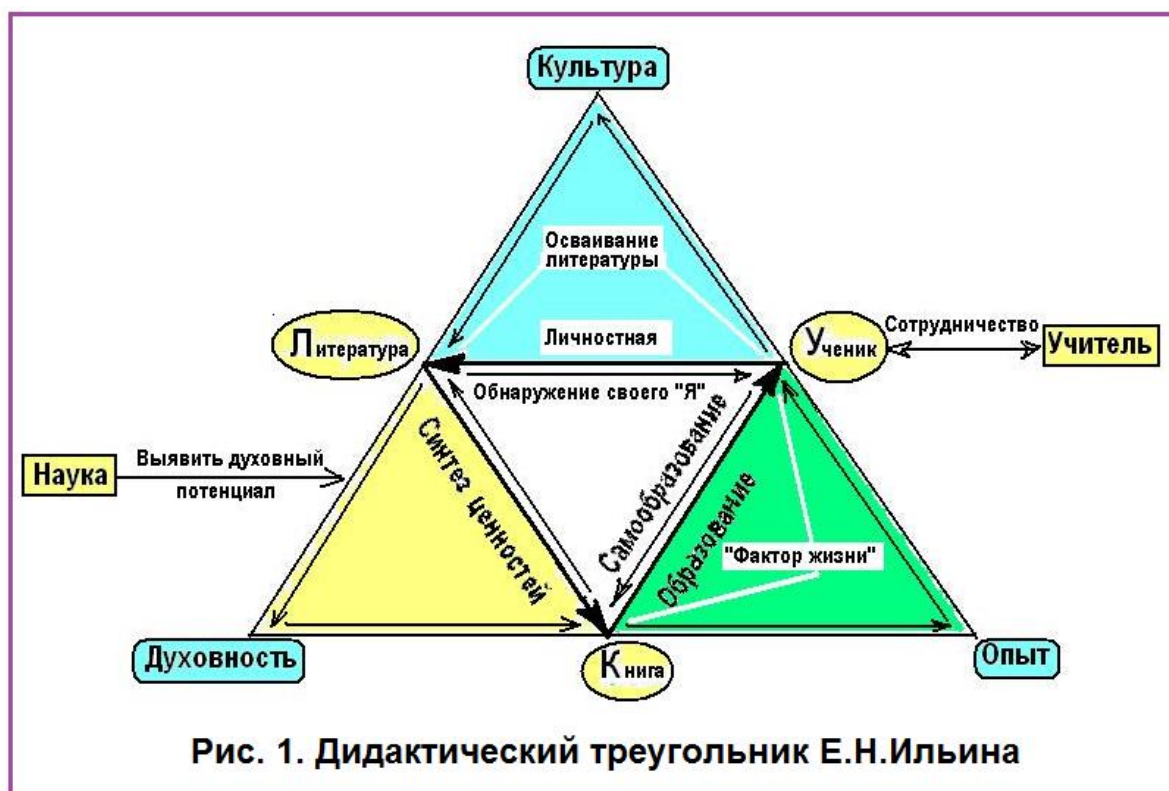 Культура
Осваивание
литературы
Литература
Личностная
Ученик
Сотрудничество
Учитель
Обнаружение своего "Я"
Наука
Выявить духовный
потенциал
Синтез ценностей
Самообразование
Образование
"Фактор жизни"
Духовность
Книга
Опыт
Рис. 1. Дидактический треугольник Е.Н.Ильина